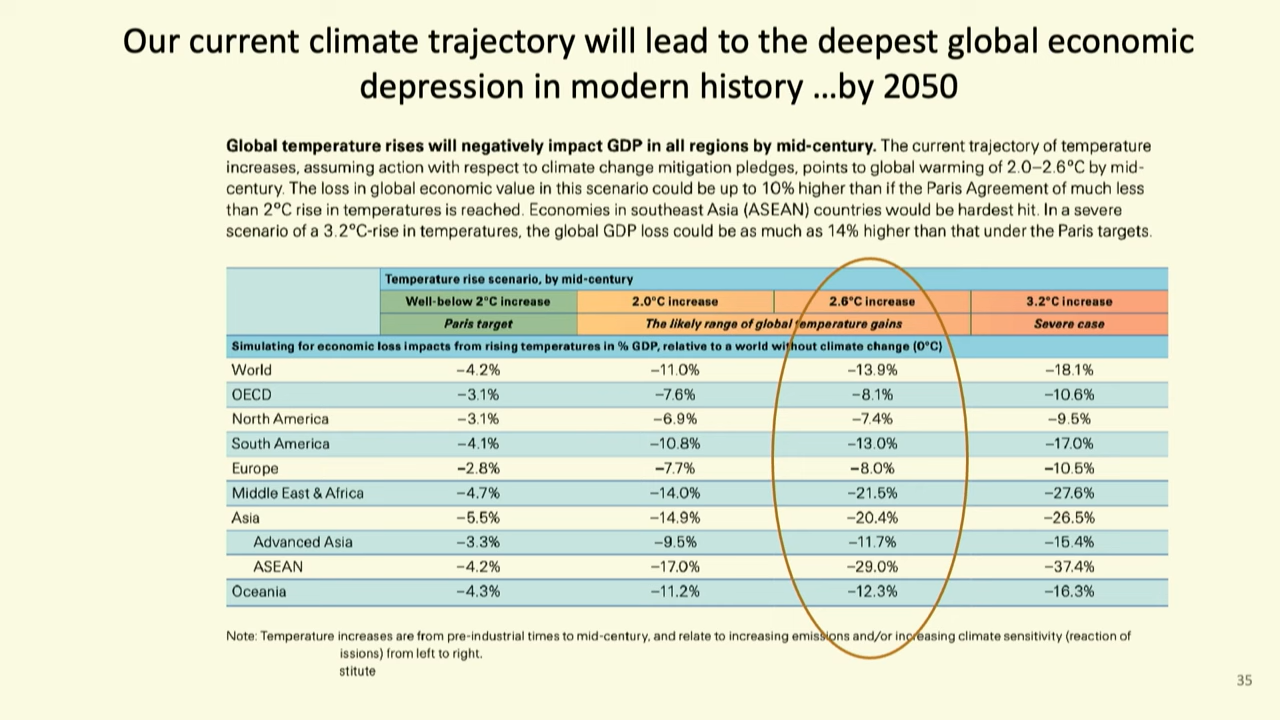 Our current climate trajectory will lead to the deepest global economic
depression in modern history ...by 2050
Global temperature rises will negatively impact GDP in all regions by mid-century. The current trajectory of temperature
increases, assuming action with respect to climate change mitigation pledges, points to global warming of 2.0–2.6°C by mid-
century. The loss in global economic value in this scenario could be up to 10% higher than if the Paris Agreement of much less
than 2°C rise in temperatures is reached. Economies in southeast Asia (ASEAN) countries would be hardest hit. In a severe
scenario of a 3.2°C-rise in temperatures, the global GDP loss could be as much as 14% higher than that under the Paris targets.
Temperature rise scenario, by mid-century
Well-below 2°C increase 2.0°C increase 2.6°C increase 3.2°C increase
Paris target The likely range of global temperature gains Severe case
Simulating for economic loss impacts from rising temperatures in % GDP, relative to a world without climate change (0°C)
World −4.2% −11.0% −13.9% −18.1%
OECD −3.1% −7.6% −8.1% −10.6%
North America −3.1% −6.9% −7.4% −9.5%
South America −4.1% −10.8% −13.0% −17.0%
Europe −2.8% −7.7% −8.0% −10.5%
Middle East & Africa −4.7% −14.0% −21.5% −27.6%
Asia −5.5% −14.9% −20.4% −26.5%
Advanced Asia −3.3% −9.5% −11.7% −15.4%
ASEAN −4.2% −17.0% −29.0% −37.4%
Oceania −4.3% −11.2% −12.3% −16.3%
Note: Temperature increases are from pre-industrial times to mid-century, and relate to increasing emissions and/or increasing climate sensitivity (reaction of
issions) from left to right.
stitute
35